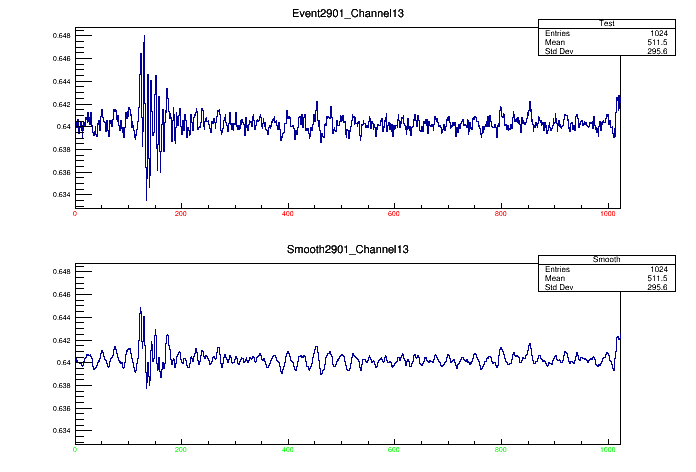 Event2901_Channel13
Test
Entries 1024
Mean 511.5
Std Dev 295.6
0.648
0.646
0.644
0.642
0.64
0.638
0.636
0.634
0 200 400 600 800 1000
Smooth2901_Channel13
Smooth
Entries 1024
Mean 511.5
Std Dev 295.6
0.648
0.646
0.644
0.642
0.64
0.638
0.636
0.634
0 200 400 600 800 1000